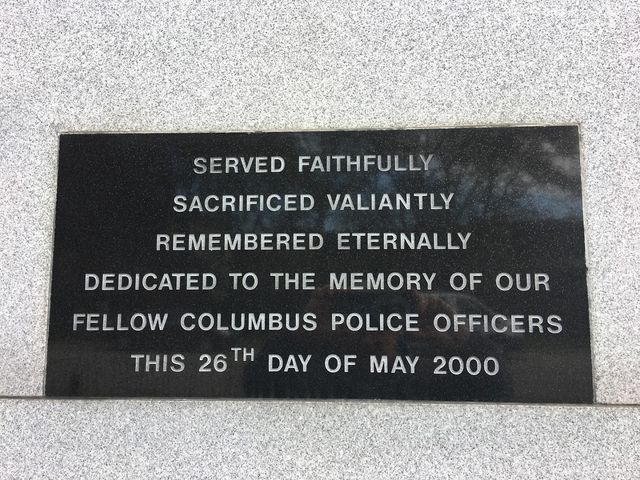 SERVED FAITHFULLY
SACRIFICED VALIANTLY
REMEMBERED ETERNALLY
DEDICATED TO THE MEMORY OF OUR
FELLOW COLUMBUS POLICE OFFICERS
THIS 26TH DAY OF MAY 2000